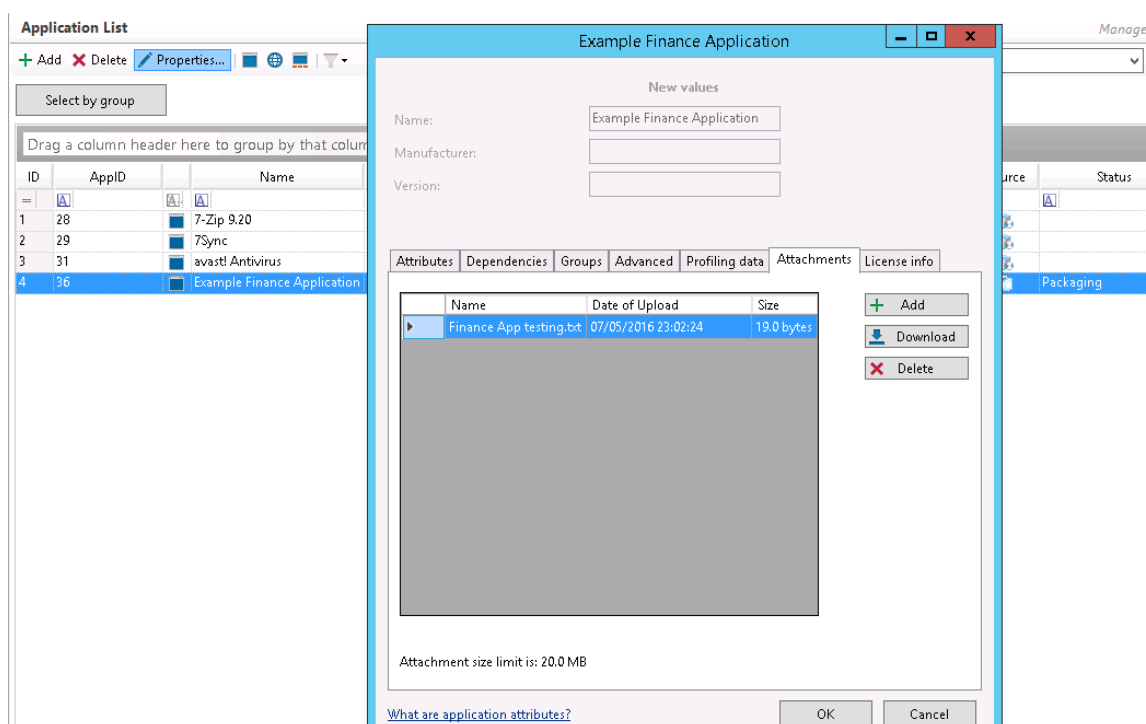 Application List
Manage
Add Delete Properties...
Select by group
Drag a column header here to group by that colum
ID AppID Name urce Status
= A A A A
1 28 7-Zip 9.20
2 29 7Sync
3 31 avast! Antivirus
4 36 Example Finance Application Packaging
Example Finance Application
New values
Name: Example Finance Application
Manufacturer:
Version:
Attributes Dependencies Groups Advanced Profiling data Attachments License info
Name Date of Upload Size
Finance App testing.txt 07/05/2016 23:02:24 19.0 bytes
Add
Download
Delete
Attachment size limit is: 20.0 MB
What are application attributes?
OK Cancel